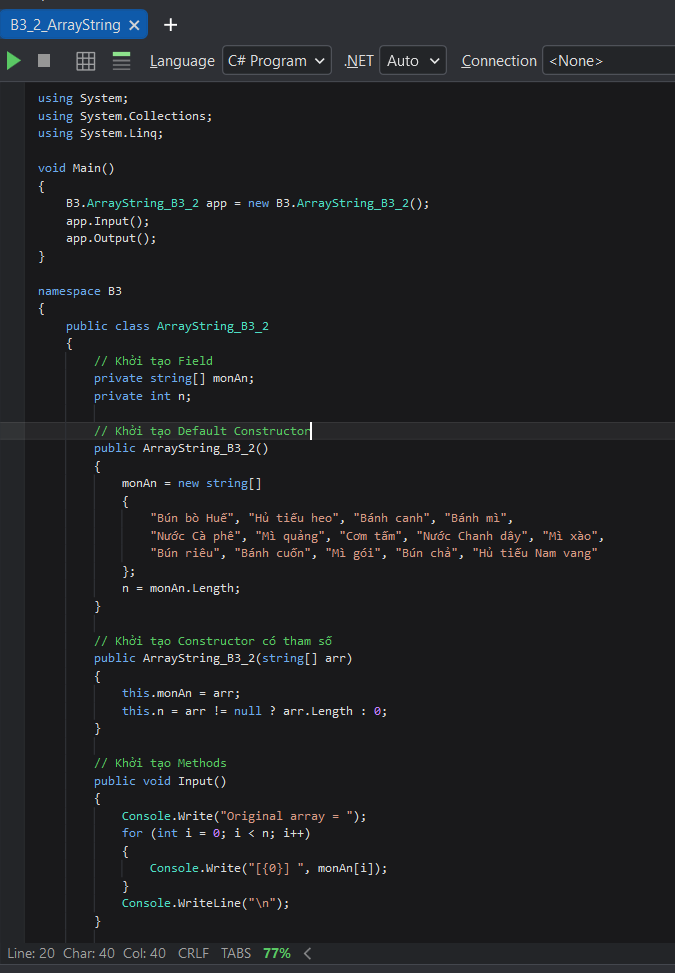 B3_2_ArrayString × +
Language C# Program .NET Auto Connection <None>
using System;
using System.Collections;
using System.Linq;
void Main()
{
B3.ArrayString_B3_2 app = new B3.ArrayString_B3_2();
app.Input();
app.Output();
}
namespace B3
{
public class ArrayString_B3_2
{
// Khởi tạo Field
private string[] monAn;
private int n;
// Khởi tạo Default Constructor
public ArrayString_B3_2()
{
monAn = new string[]
{
"Bún bò Huế", "Hủ tiếu heo", "Bánh canh", "Bánh mì",
"Nước Cà phê", "Mì quảng", "Cơm tấm", "Nước Chanh dây", "Mì xào",
"Bún riêu", "Bánh cuốn", "Mì gói", "Bún chả", "Hủ tiếu Nam vang"
};
n = monAn.Length;
}
// Khởi tạo Constructor có tham số
public ArrayString_B3_2(string[] arr)
{
this.monAn = arr;
this.n = arr != null ? arr.Length : 0;
}
// Khởi tạo Methods
public void Input()
{
Console.Write("Original array = ");
for (int i = 0; i < n; i++)
{
Console.Write("[{0}] ", monAn[i]);
}
Console.WriteLine("\n");
}
Line: 20 Char: 40 Col: 40 CRLF TABS 77%